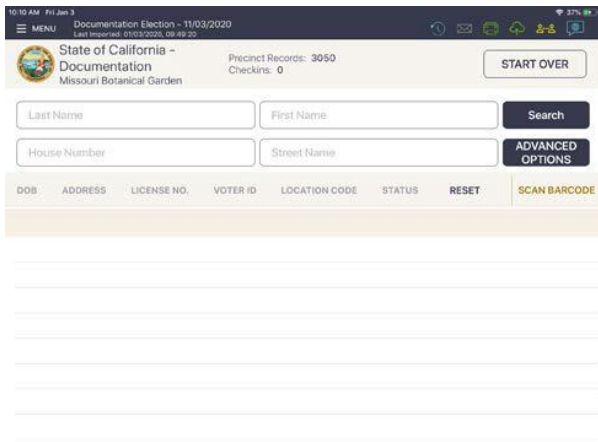 10:10 AM Fri Jan 3
37%
MENU
Documentation Election - 11/03/2020
Last Imported: 01/03/2020, 09:49:20
State of California -
Documentation
Missouri Botanical Garden
Precinct Records: 3050
Checkins: 0
START OVER
Last Name
First Name
Search
House Number
Street Name
ADVANCED
OPTIONS
DOB ADDRESS LICENSE NO. VOTER ID LOCATION CODE STATUS RESET SCAN BARCODE